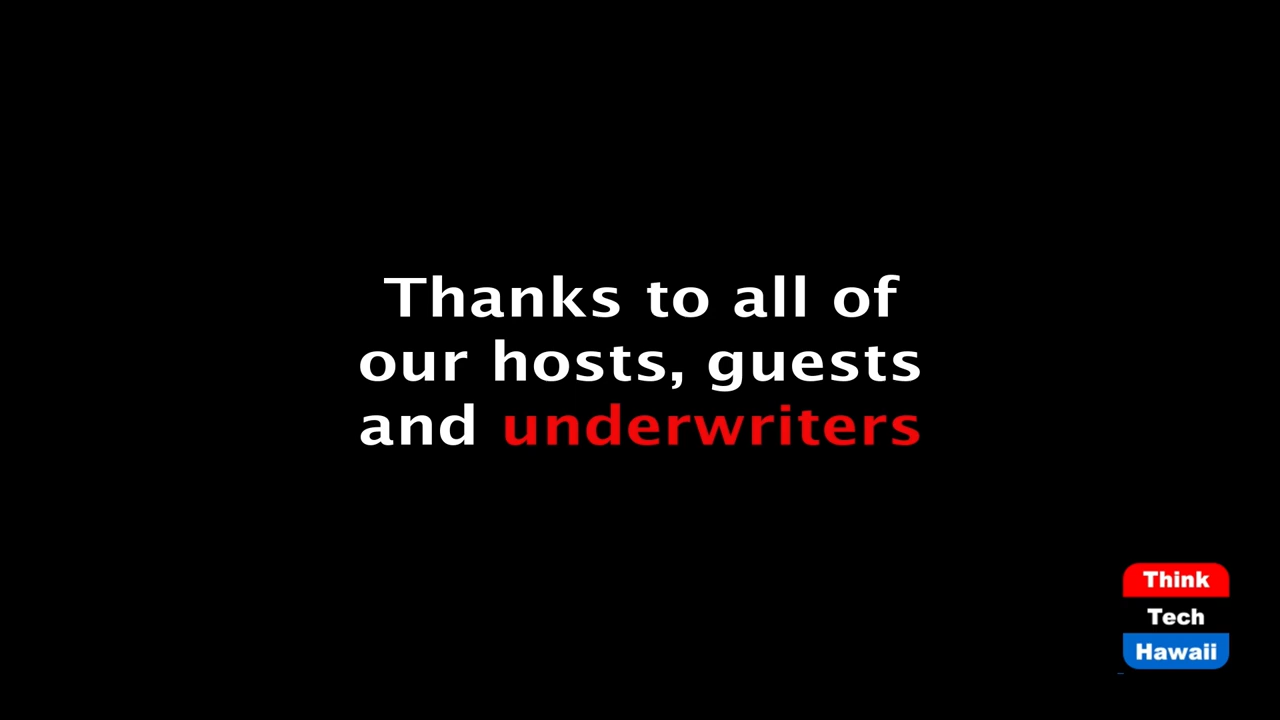 Thanks to all of
our hosts, guests
and underwriters
Think
Tech
Hawaii